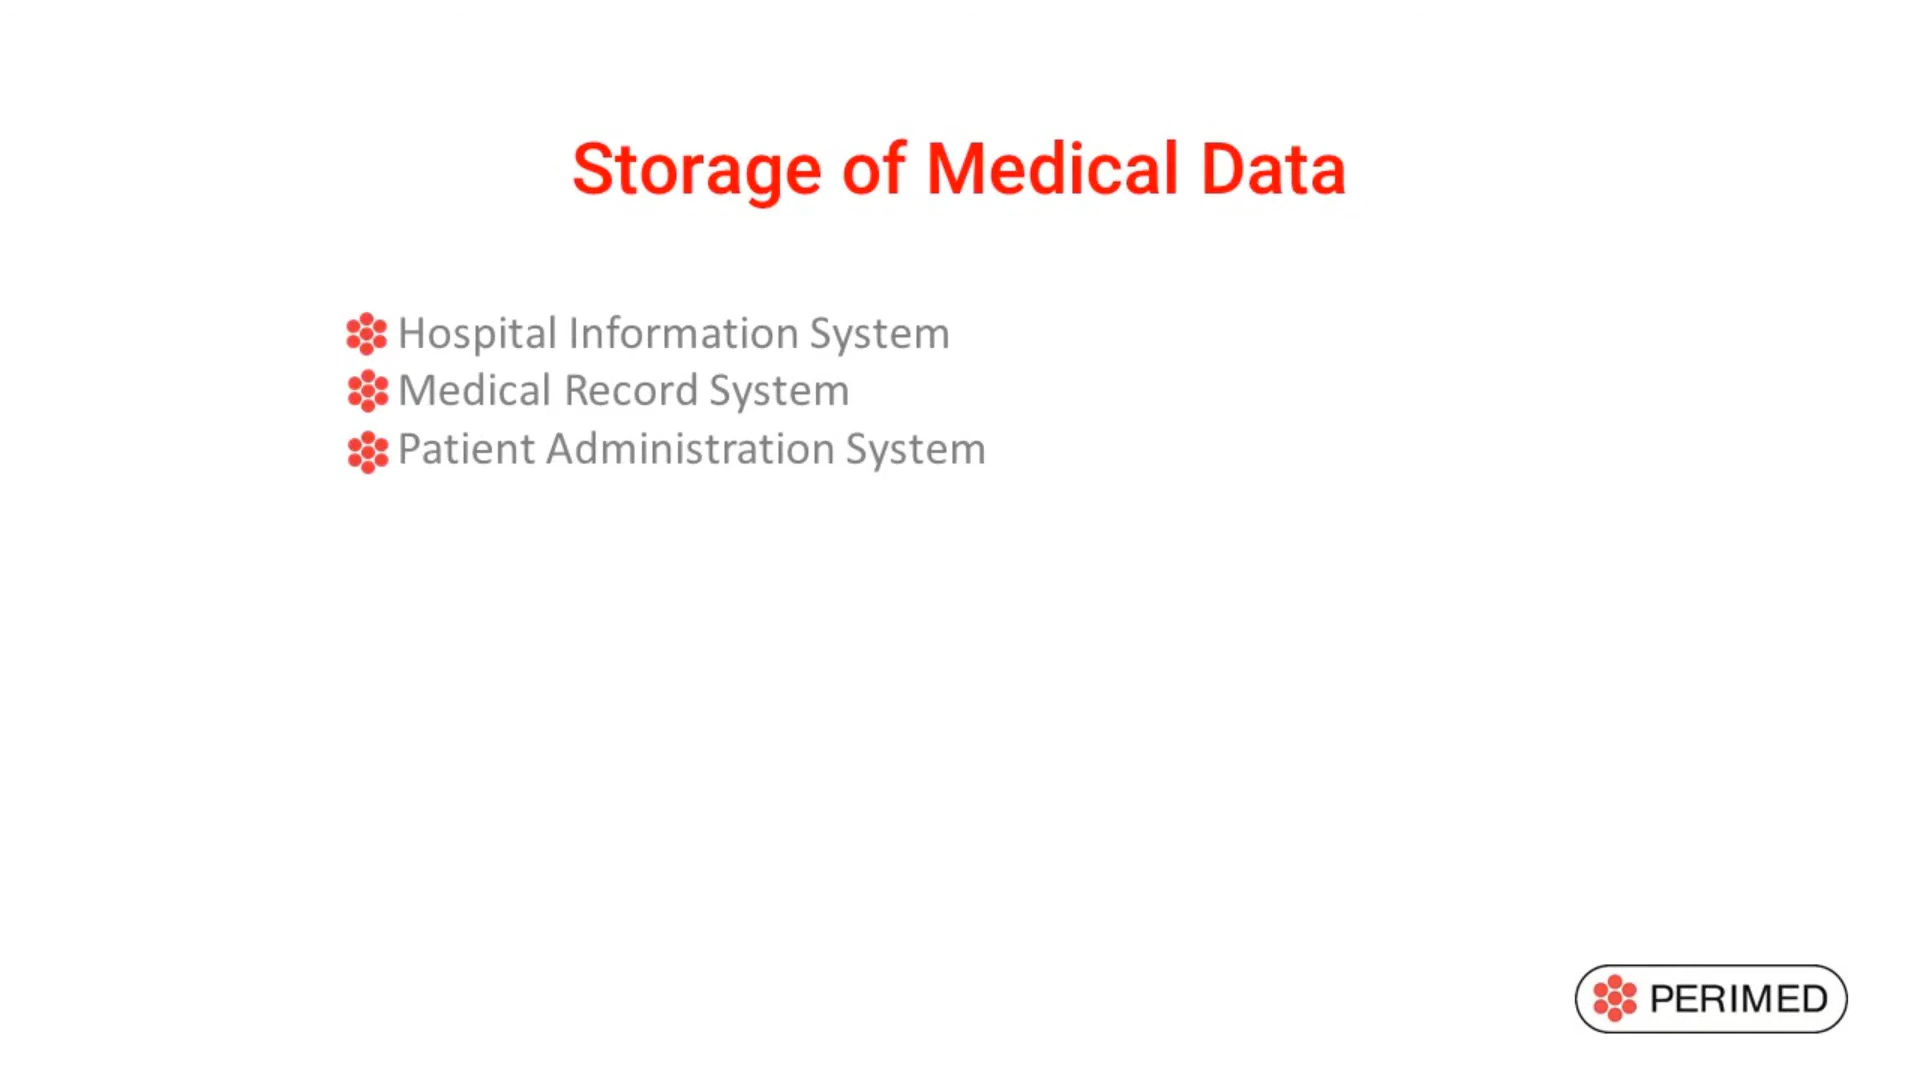 Storage of Medical Data
Hospital Information System
Medical Record System
Patient Administration System
PERIMED